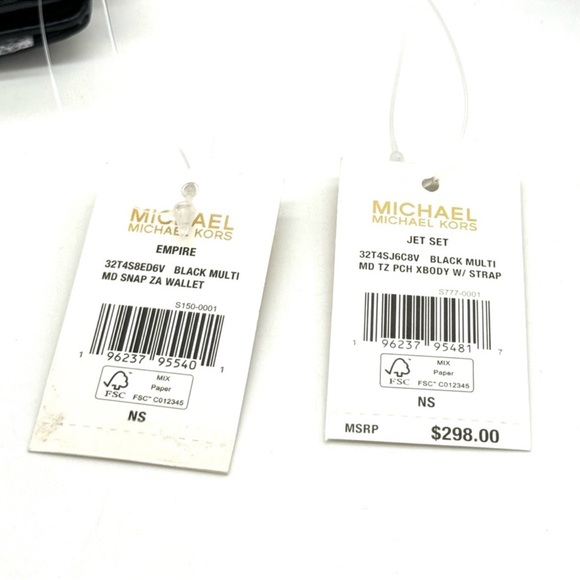 MICHAEL
MICHAEL KORS
EMPIRE
32T4S8ED6V BLACK MULTI
MD SNAP ZA WALLET
S150-0001
1 96237 95540 1
FSC
MIX
Paper
FSC™ C012345
NS
MICHAEL
MICHAEL KORS
JET SET
32T4SJ6C8V BLACK MULTI
MD TZ PCH XBODY W/ STRAP
S777-0001
1 96237 95481 7
FSC
MIX
Paper
FSC™ C012345
NS
MSRP $298.00